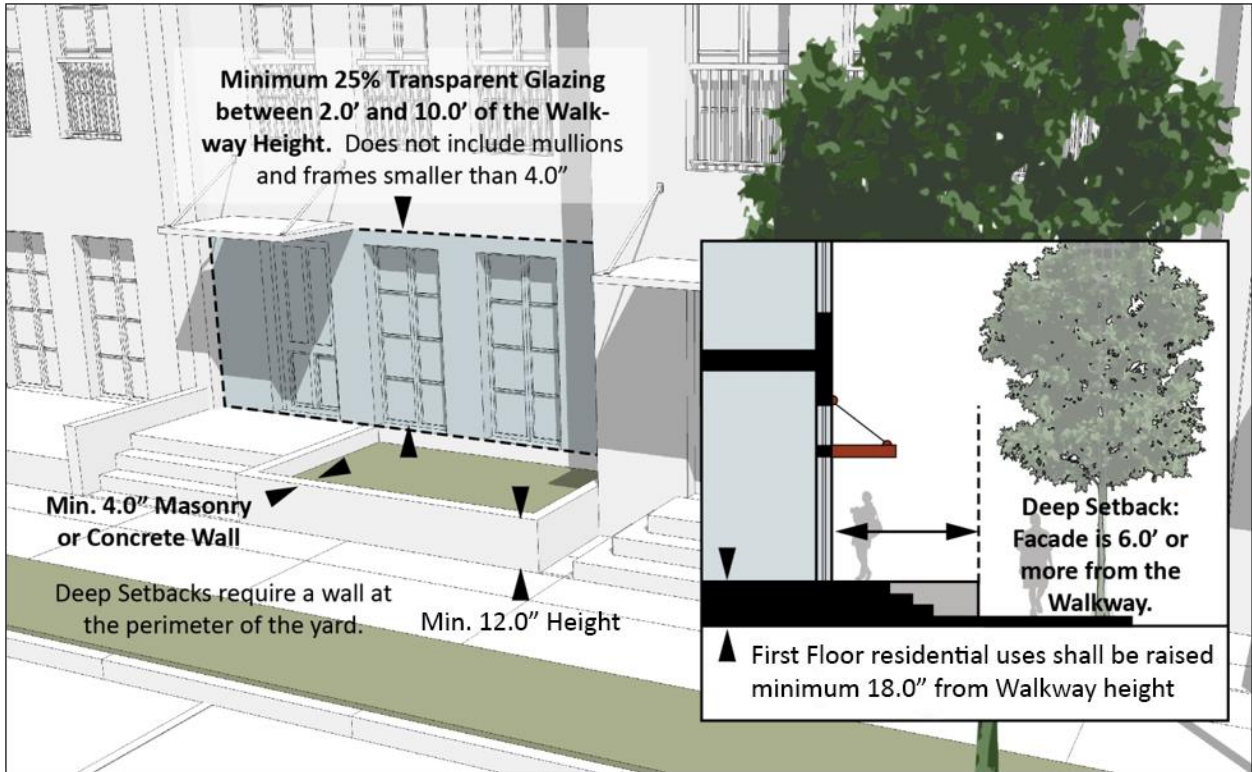 Minimum 25% Transparent Glazing
between 2.0’ and 10.0’ of the Walk-
way Height. Does not include mullions
and frames smaller than 4.0”
Min. 4.0” Masonry
or Concrete Wall
Deep Setbacks require a wall at
the perimeter of the yard.
Min. 12.0” Height
Deep Setback:
Facade is 6.0’ or
more from the
Walkway.
First Floor residential uses shall be raised
minimum 18.0” from Walkway height